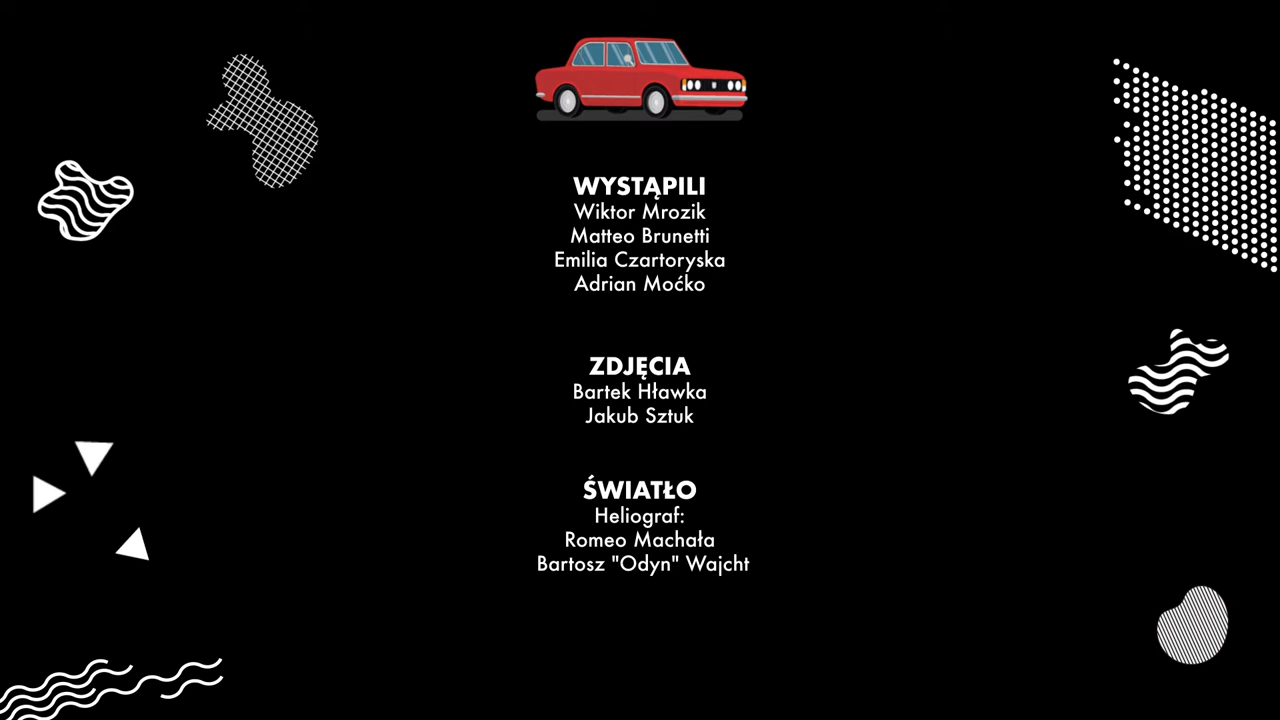 WYSTĄPILI
Wiktor Mrozik
Matteo Brunetti
Emilia Czartoryska
Adrian Moćko
ZDJĘCIA
Bartek Hławka
Jakub Sztuk
ŚWIATŁO
Heliograf:
Romeo Machała
Bartosz "Odyn" Wajcht